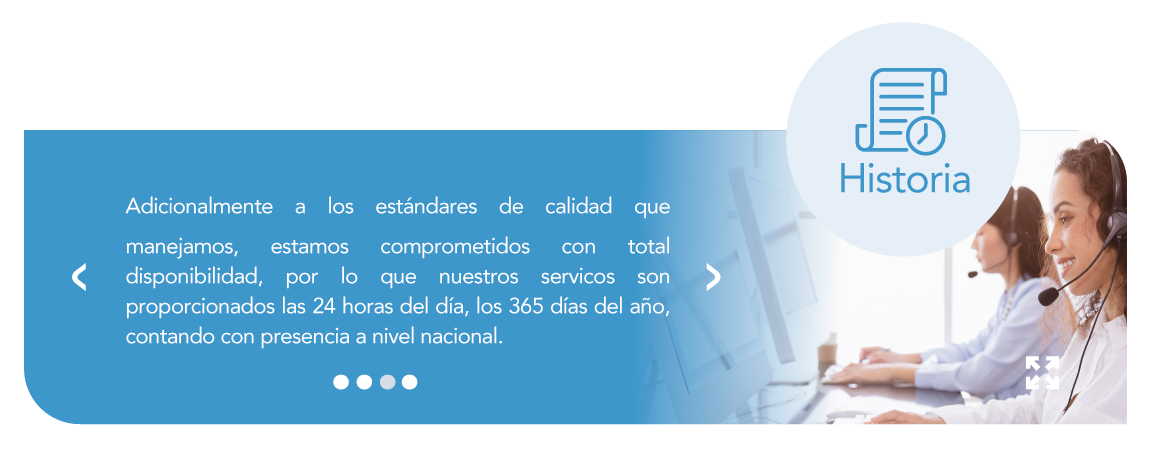 Historia
Adicionalmente a los estándares de calidad que
manejamos, estamos comprometidos con total
disponibilidad, por lo que nuestros servicos son
proporcionados las 24 horas del día, los 365 días del año,
contando con presencia a nivel nacional.